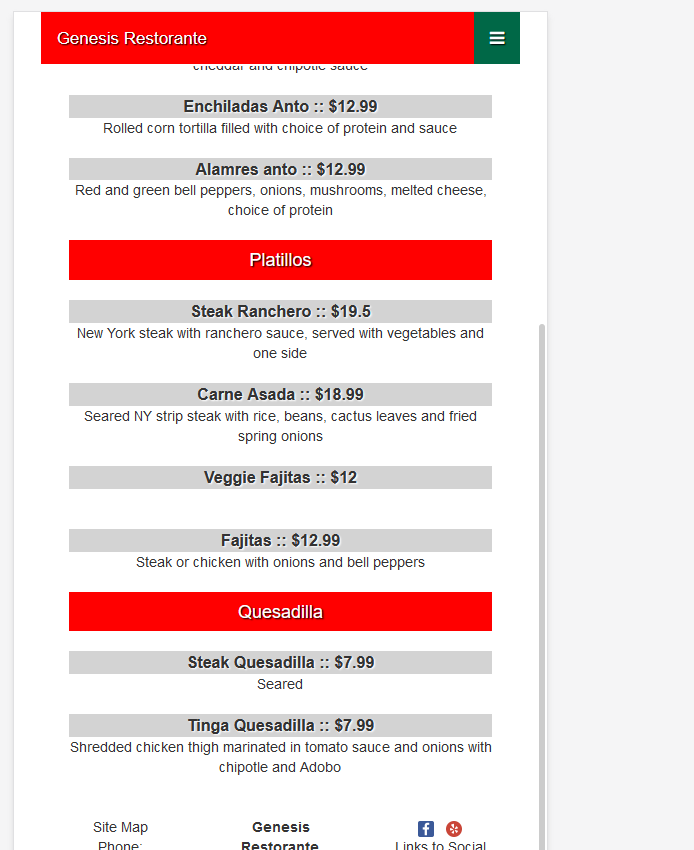 Genesis Restorante
cheddar and chipotle sauce
Enchiladas Anto :: $12.99
Rolled corn tortilla filled with choice of protein and sauce
Alamres anto :: $12.99
Red and green bell peppers, onions, mushrooms, melted cheese,
choice of protein
Platillos
Steak Ranchero :: $19.5
New York steak with ranchero sauce, served with vegetables and
one side
Carne Asada :: $18.99
Seared NY strip steak with rice, beans, cactus leaves and fried
spring onions
Veggie Fajitas :: $12
Fajitas :: $12.99
Steak or chicken with onions and bell peppers
Quesadilla
Steak Quesadilla :: $7.99
Seared
Tinga Quesadilla :: $7.99
Shredded chicken thigh marinated in tomato sauce and onions with
chipotle and Adobo
Site Map
Phone:
Genesis
Restorante
Links to Social